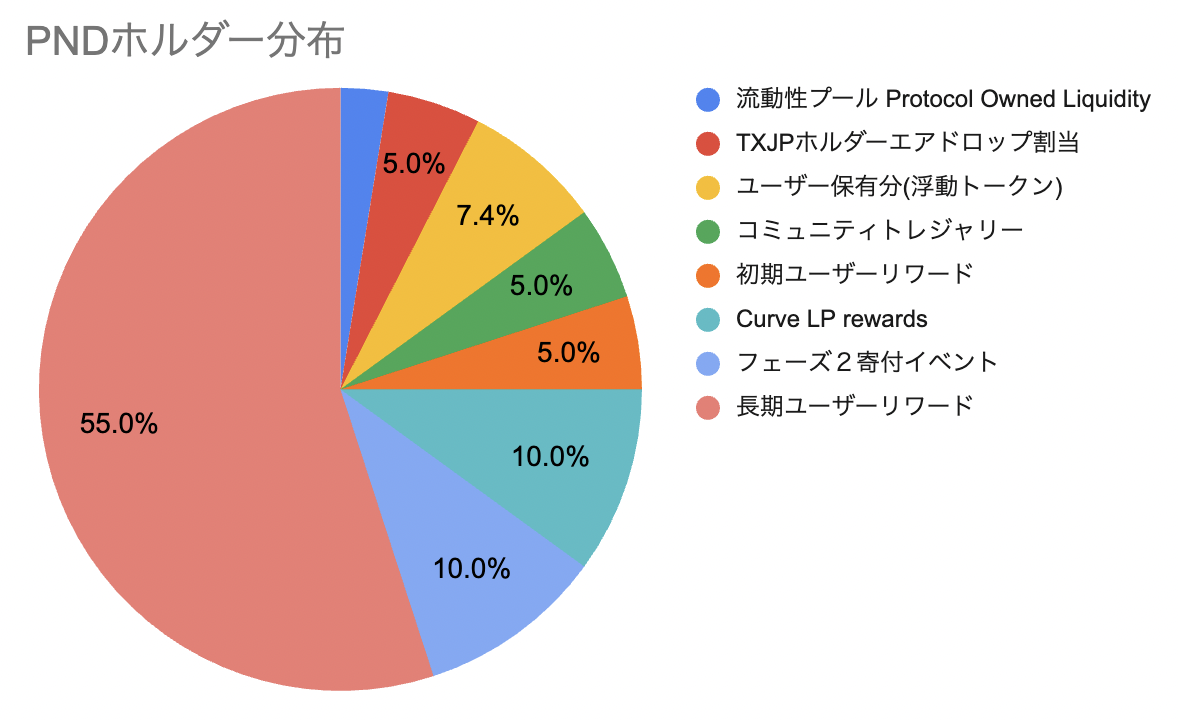 PNDホルダー分布
流動性プール Protocol Owned Liquidity
TXJPホルダーエアドロップ割当
ユーザー保有分(浮動トークン)
コミュニティトレジャリー
初期ユーザーリワード
Curve LP rewards
フェーズ２寄付イベント
長期ユーザーリワード
5.0%
7.4%
5.0%
5.0%
10.0%
10.0%
55.0%